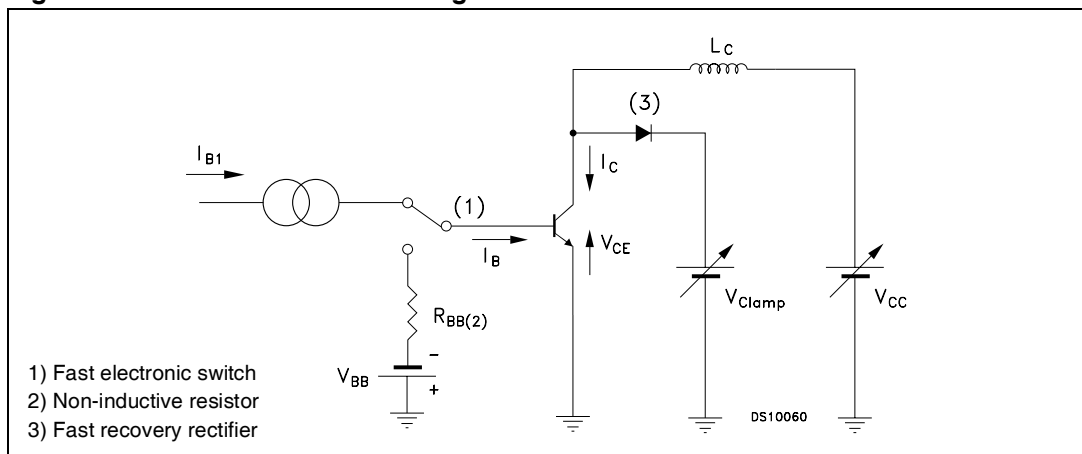 L_C
(3)
I_B1
I_C
(1)
I_B
V_CE
R_BB(2)
V_Clamp
V_CC
V_BB
-
+
1) Fast electronic switch
2) Non-inductive resistor
3) Fast recovery rectifier
DS10060